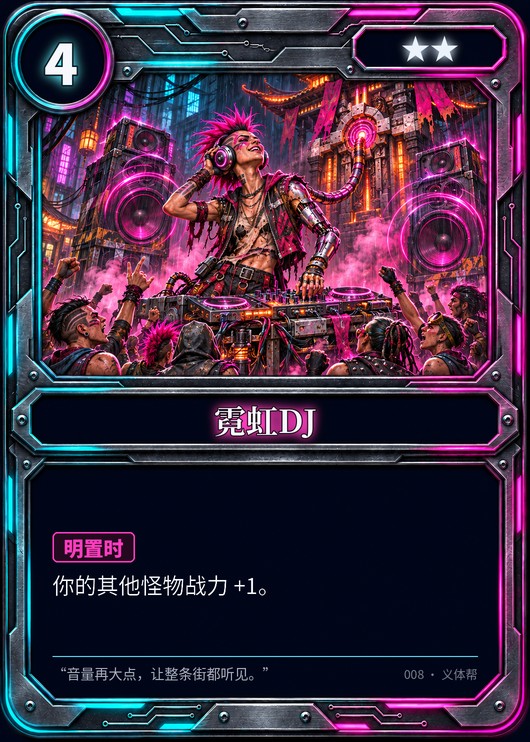 4
★★
霓虹DJ
明置时
你的其他怪物战力 +1。
“音量再大点，让整条街都听见。”
008 · 义体帮